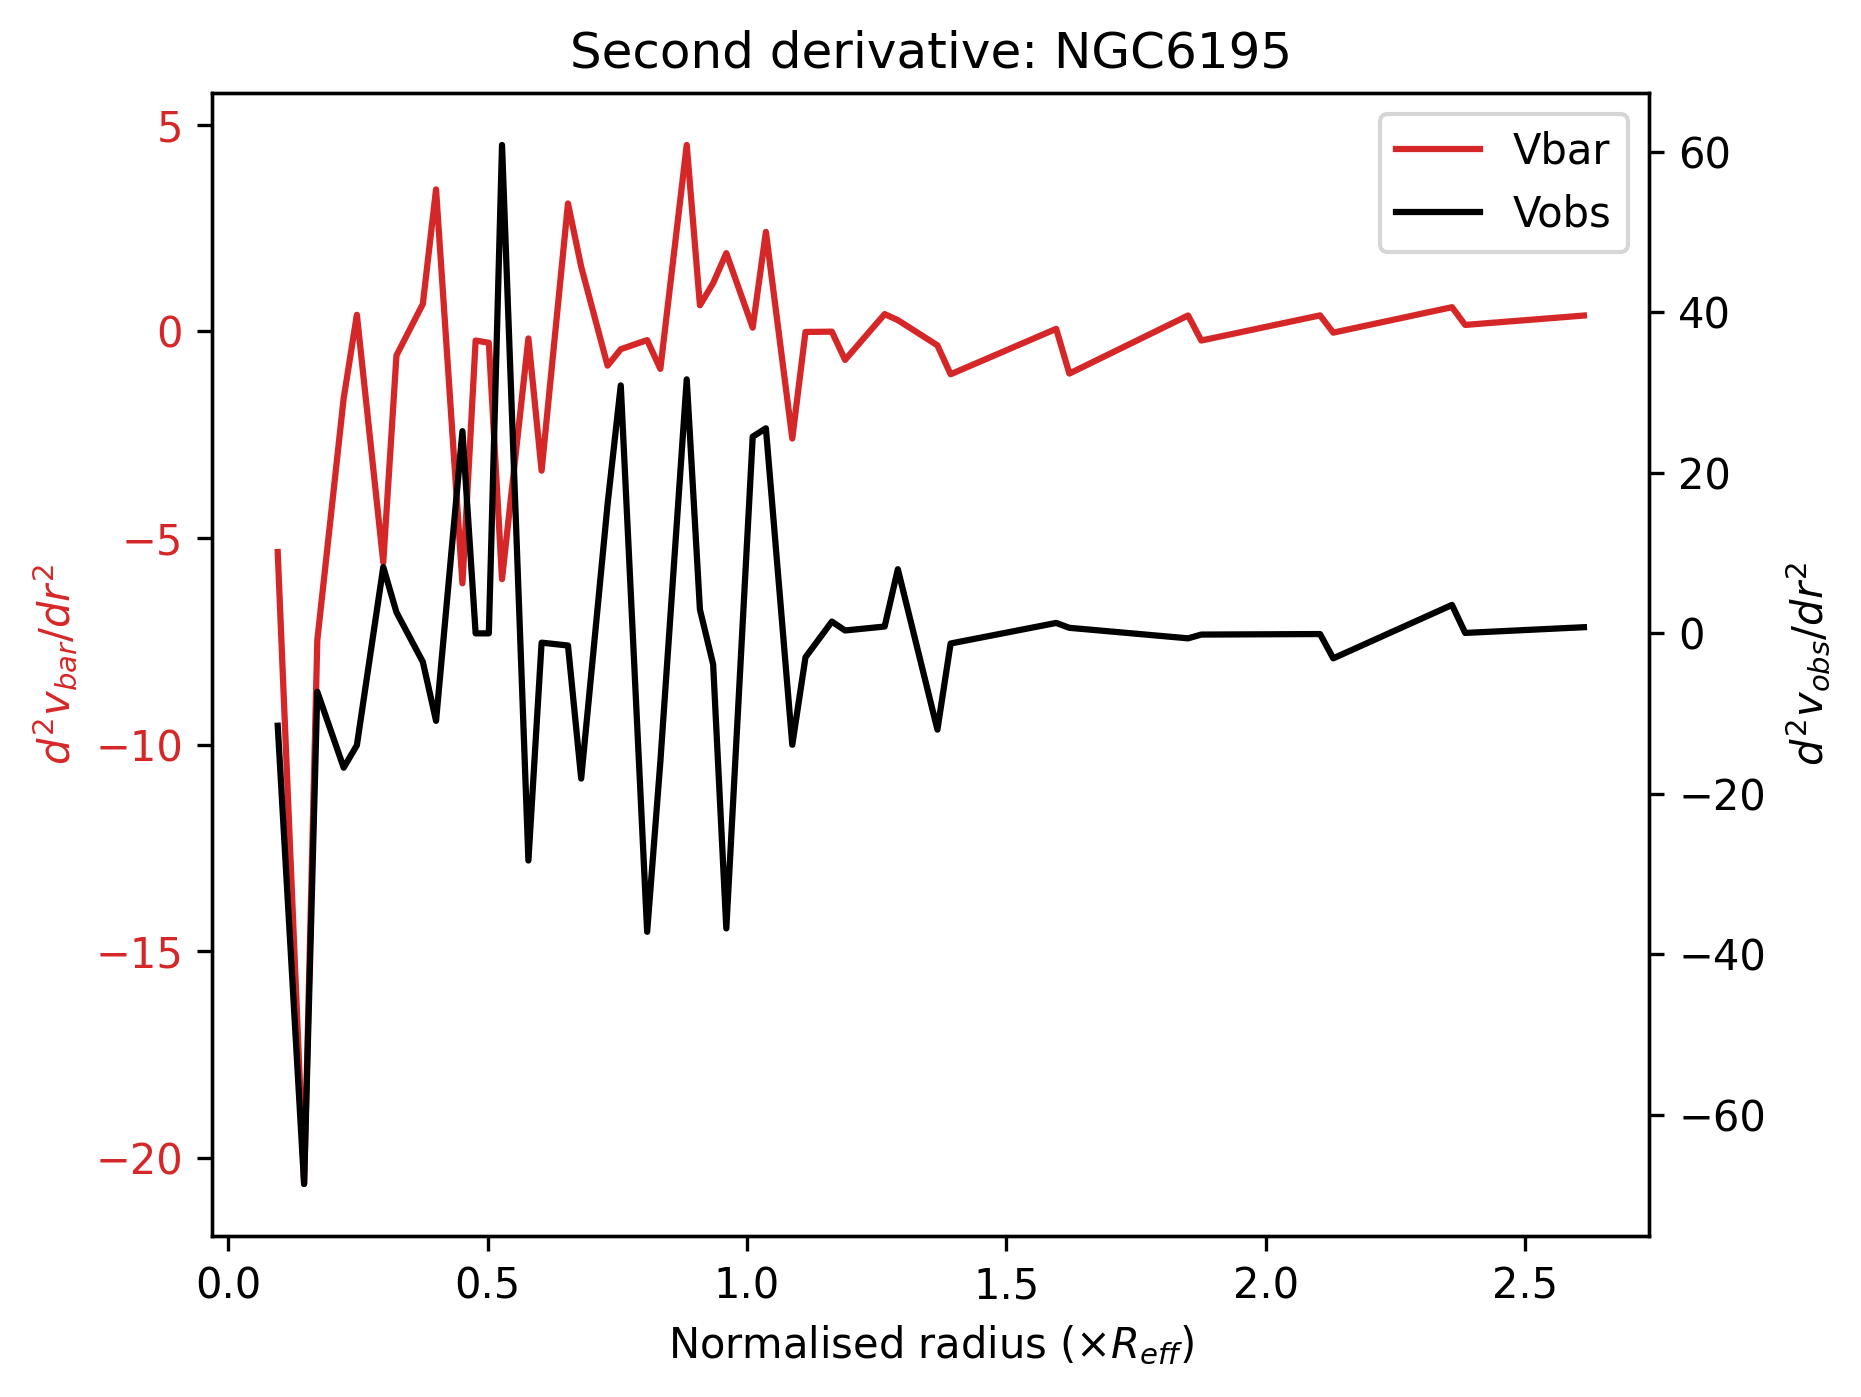 Second derivative: NGC6195
Vbar
Vobs
5
0
−5
−10
−15
−20
d²v_bar/dr²
60
40
20
0
−20
−40
−60
d²v_obs/dr²
0.0 0.5 1.0 1.5 2.0 2.5
Normalised radius (×R_eff)